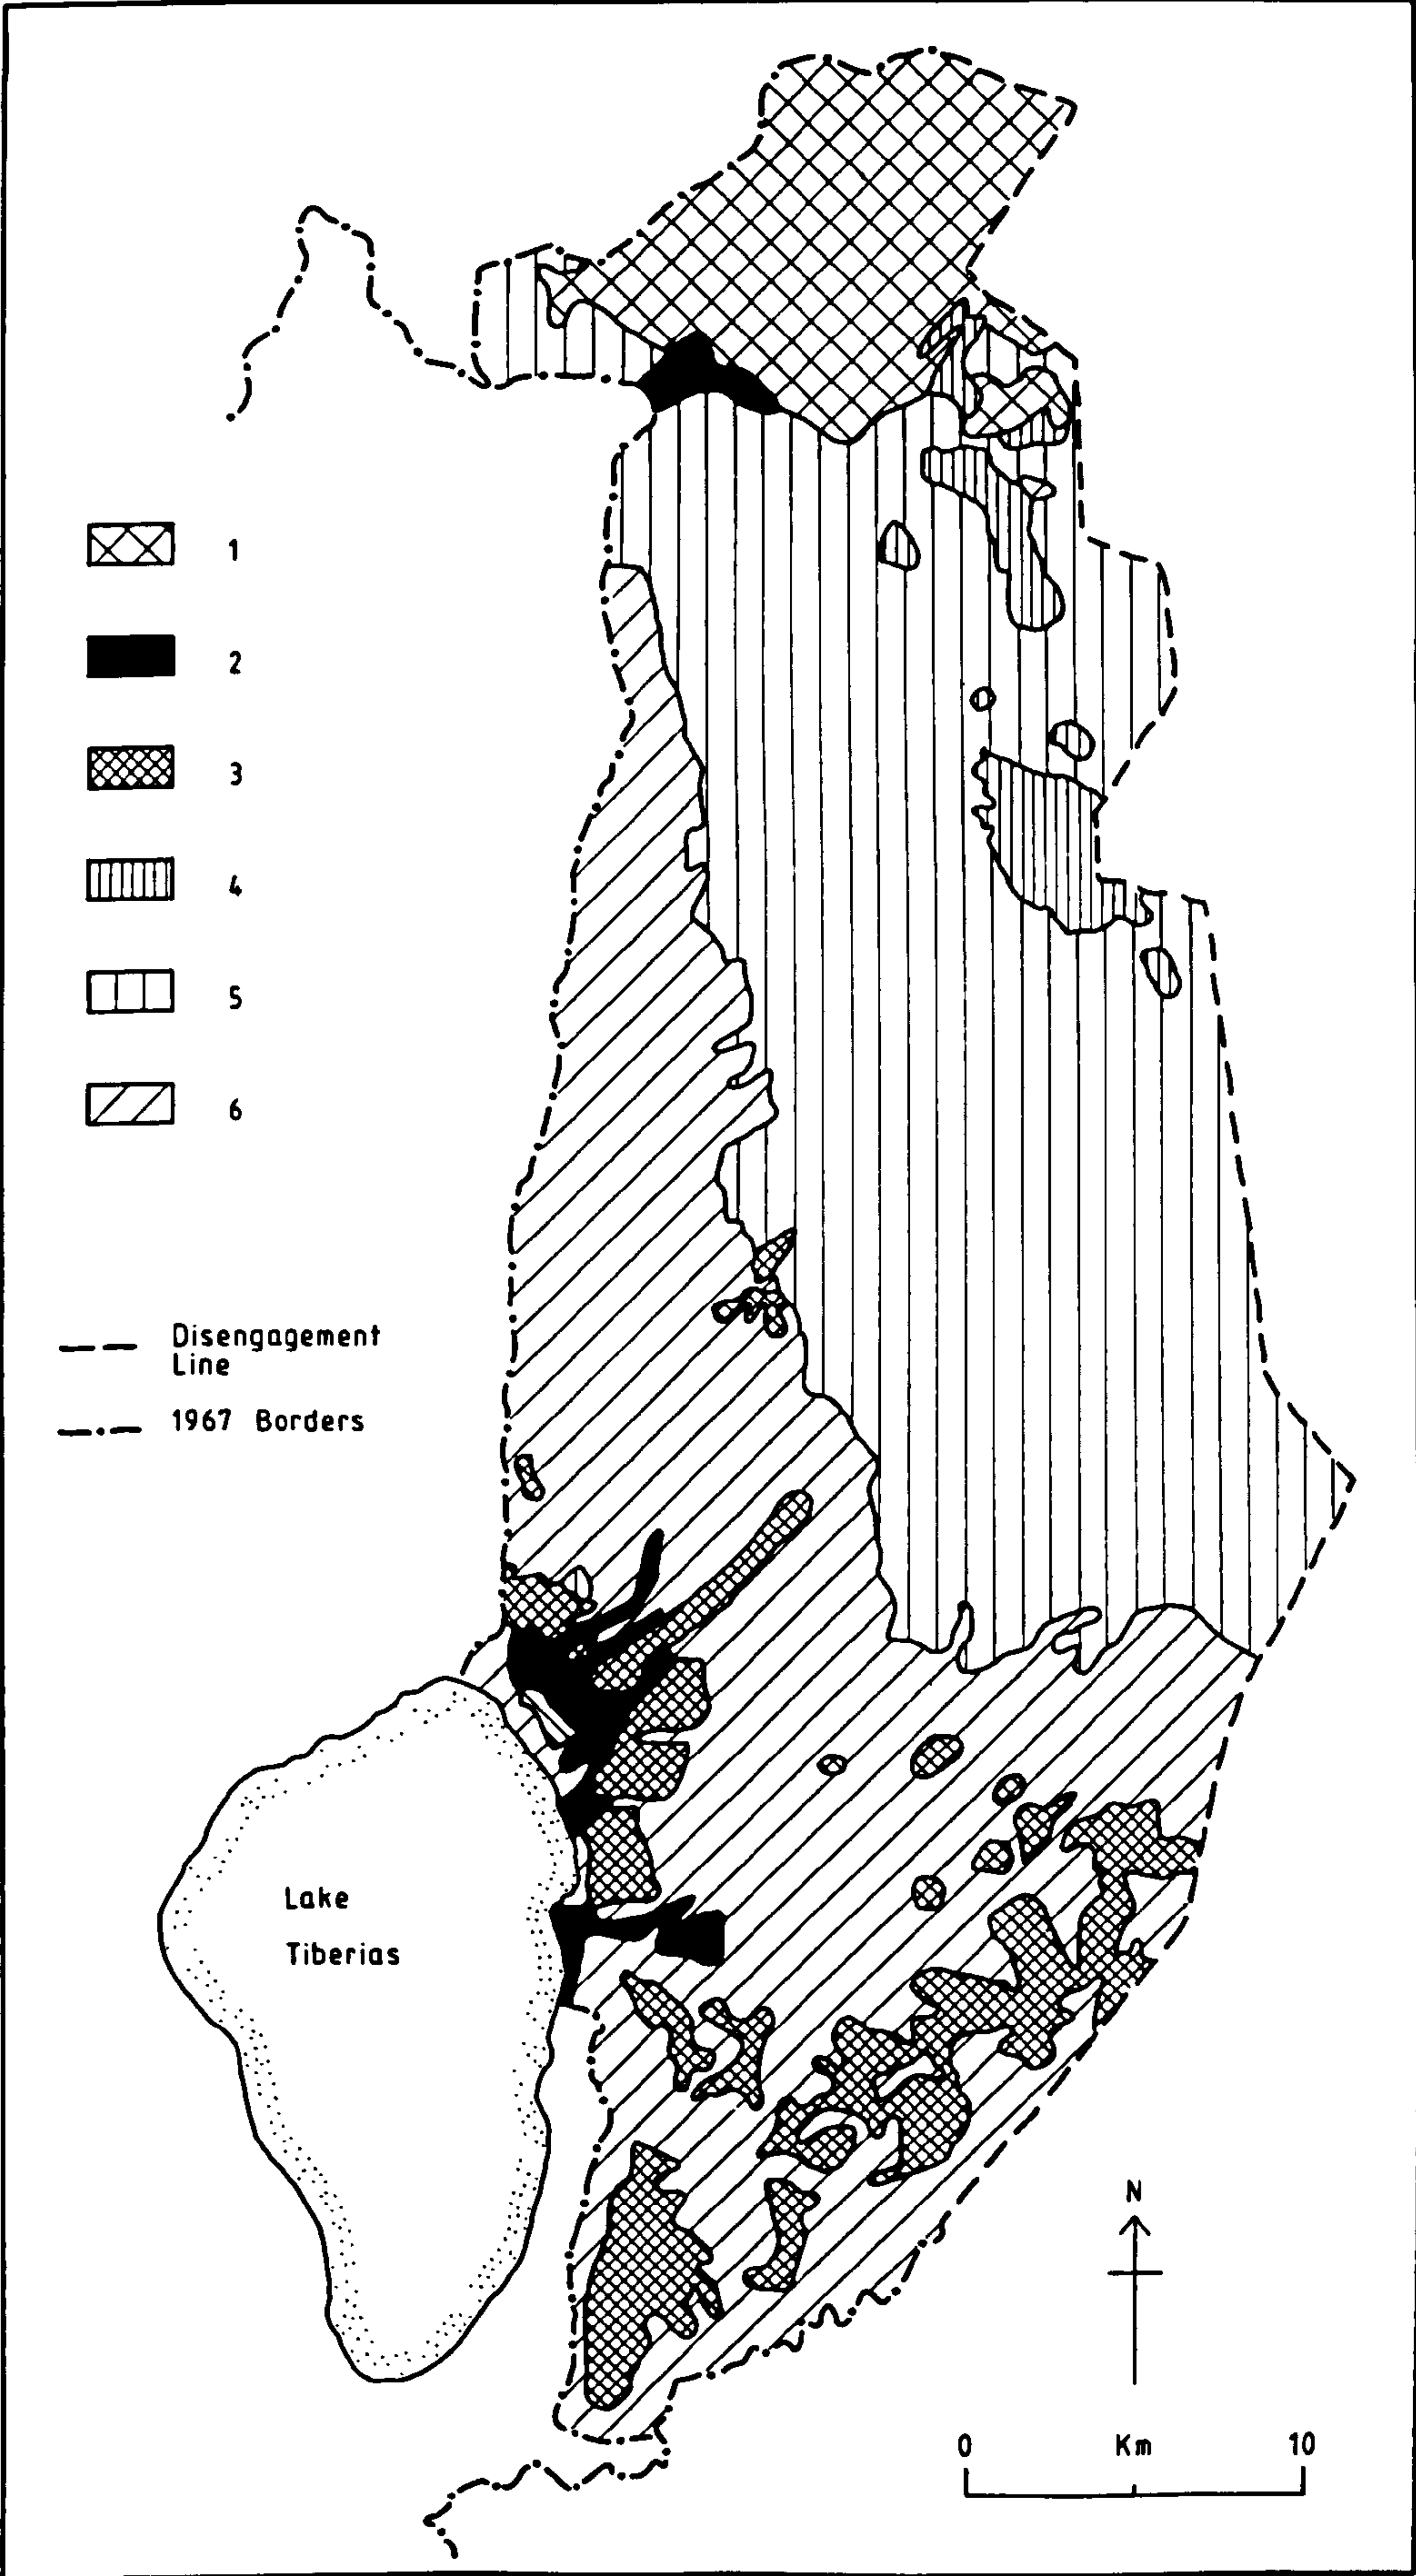 1
2
3
4
5
6
Disengagement
Line
1967 Borders
Lake
Tiberias
N
0 Km 10